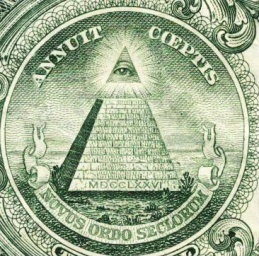 ANNUIT CŒPTIS
MDCCLXXVI
NOVUS ORDO SECLORUM